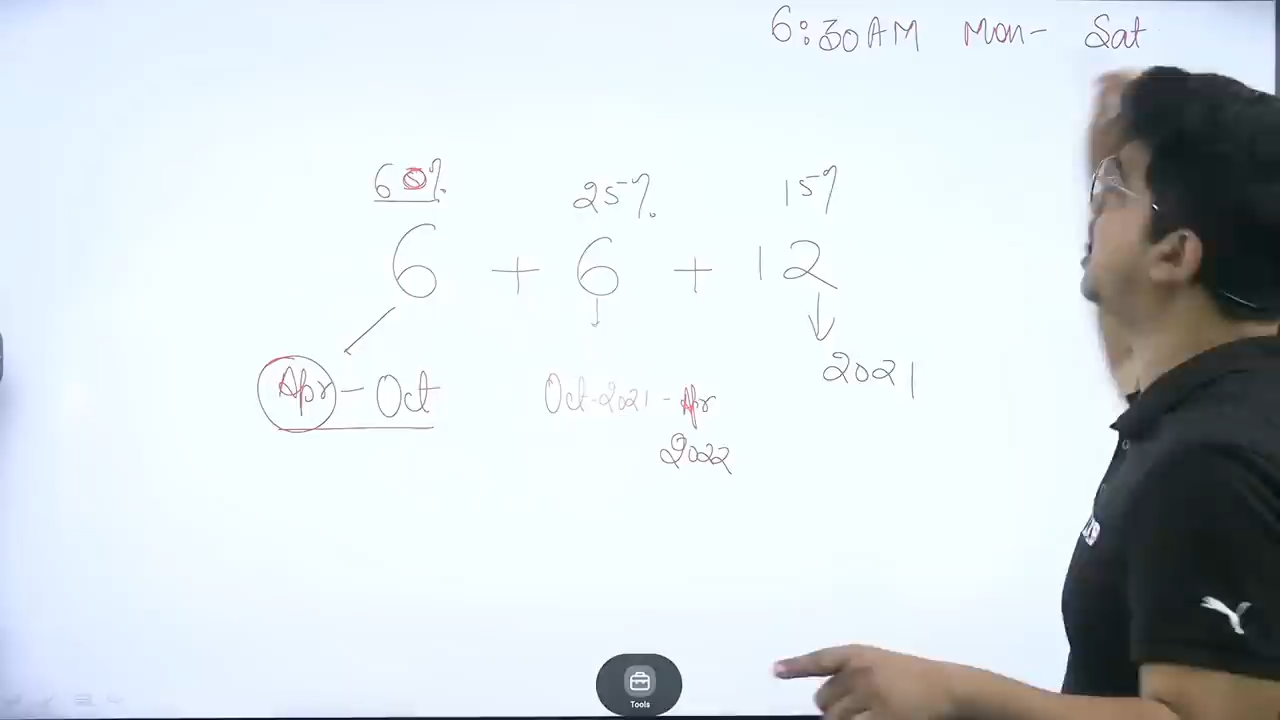 6:30AM Mon- Sat
60% 25% 15%
6 + 6 + 12
2021
Apr - Oct Oct-2021 - Apr
2022
Tools